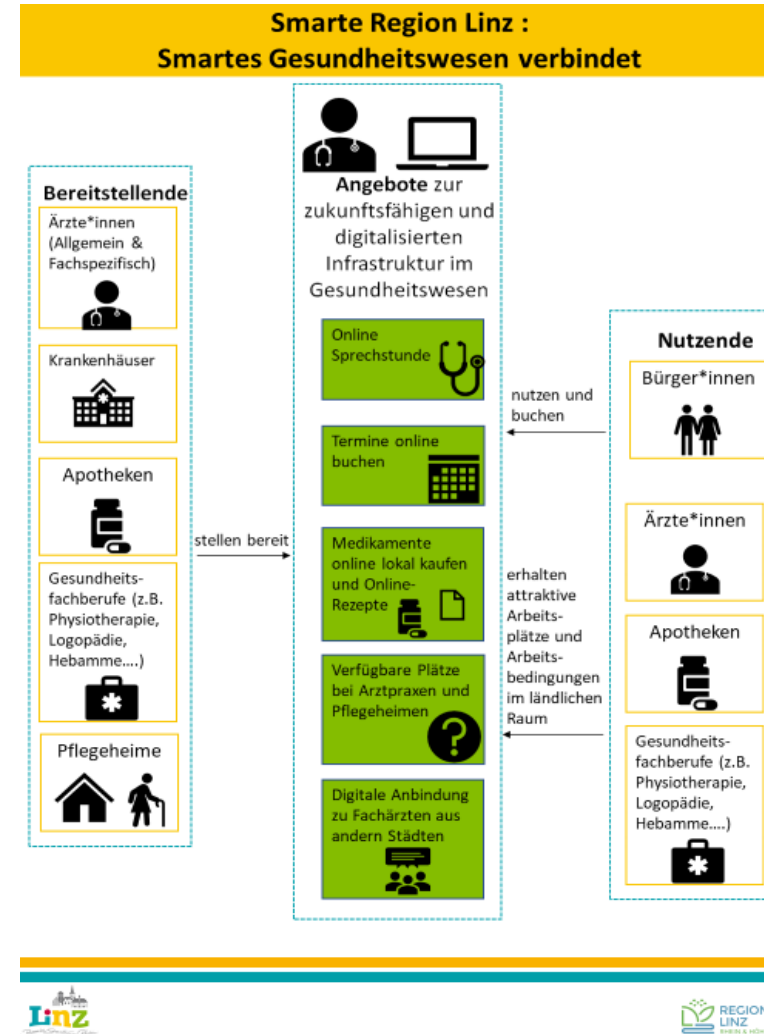 Smarte Region Linz :
Smartes Gesundheitswesen verbindet
Bereitstellende
Ärzte*innen
(Allgemein &
Fachspezifisch)
Krankenhäuser
Apotheken
Gesundheits-
fachberufe (z.B.
Physiotherapie,
Logopädie,
Hebamme....)
Pflegeheime
stellen bereit
Angebote zur
zukunftsfähigen und
digitalisierten
Infrastruktur im
Gesundheitswesen
Online
Sprechstunde
Termine online
buchen
Medikamente
online lokal kaufen
und Online-
Rezepte
Verfügbare Plätze
bei Arztpraxen und
Pflegeheimen
Digitale Anbindung
zu Fachärzten aus
andern Städten
nutzen und
buchen
erhalten
attraktive
Arbeits-
plätze und
Arbeits-
bedingungen
im ländlichen
Raum
Nutzende
Bürger*innen
Ärzte*innen
Apotheken
Gesundheits-
fachberufe (z.B.
Physiotherapie,
Logopädie,
Hebamme....)
Linz
REGION
LINZ